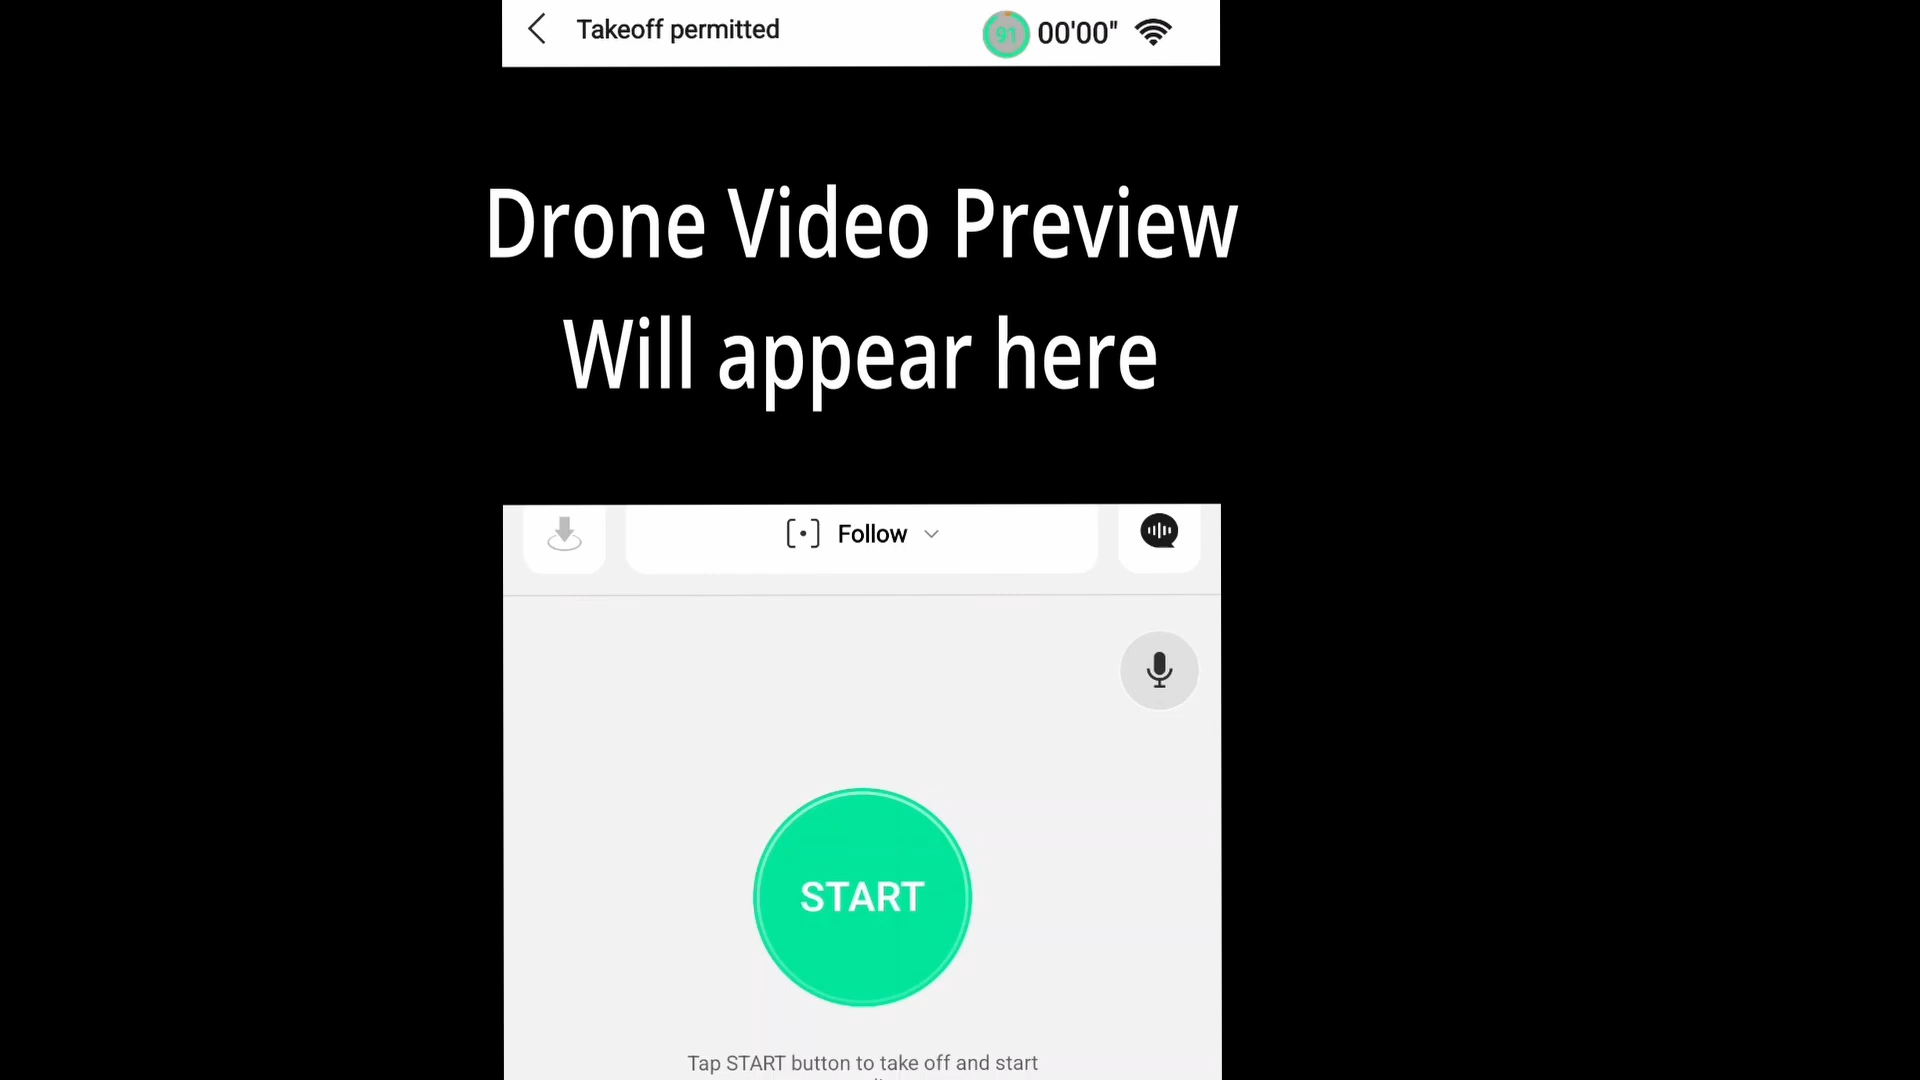 Takeoff permitted
91 00'00"
Drone Video Preview
Will appear here
Follow
START
Tap START button to take off and start